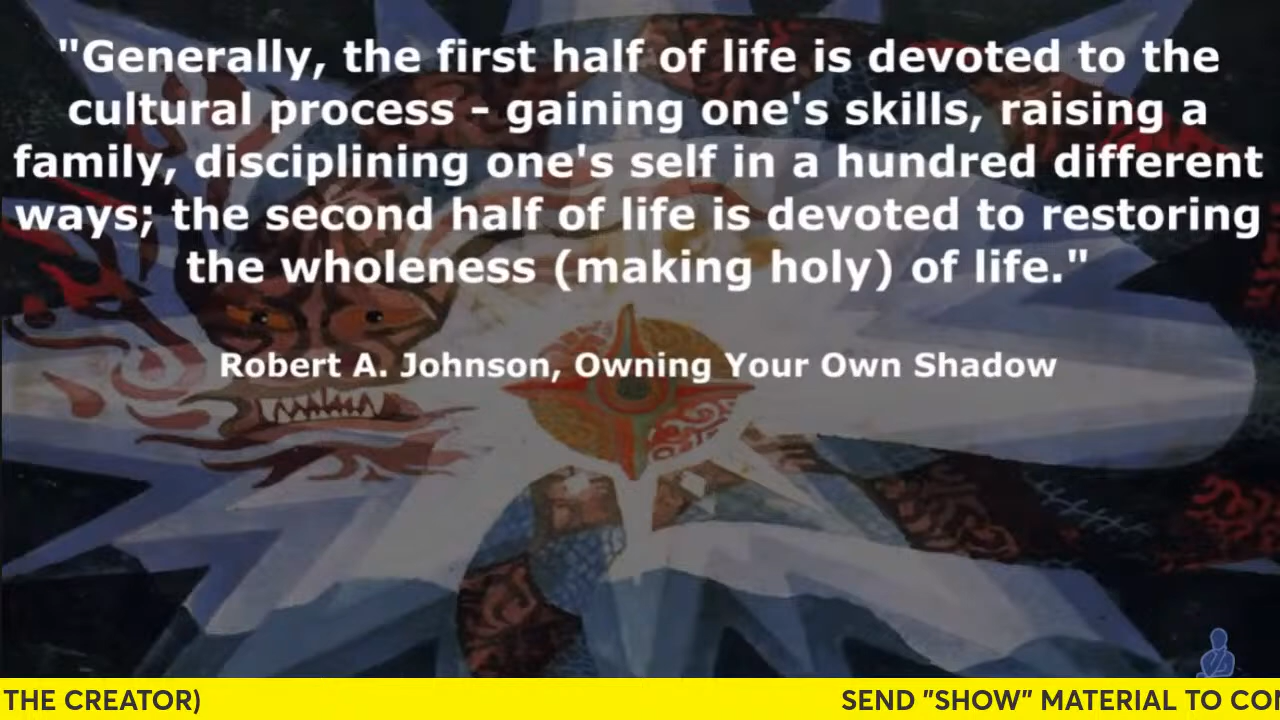 "Generally, the first half of life is devoted to the
cultural process - gaining one's skills, raising a
family, disciplining one's self in a hundred different
ways; the second half of life is devoted to restoring
the wholeness (making holy) of life."
Robert A. Johnson, Owning Your Own Shadow
THE CREATOR) SEND "SHOW" MATERIAL TO